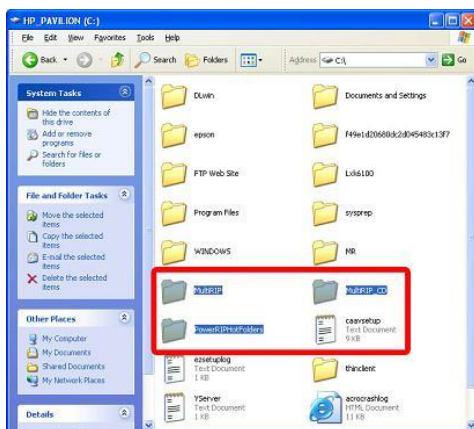 HP_PAVILION (C:)
File Edit View Favorites Tools Help
Back Search Folders Address C:\ Go
System Tasks
Hide the contents of
this drive
Add or remove
programs
Search for files or
folders
File and Folder Tasks
Move the selected
items
Copy the selected
items
E-mail the selected
items
Delete the selected
items
Other Places
My Computer
My Documents
Shared Documents
My Network Places
Details
DLwin
Documents and Settings
epson
f49e1d20680dc2d045483c13f7
FTP Web Site
Lxk6100
Program Files
sysprep
WINDOWS
MR
MultiRIP
MultiRIP_CD
PowerRIPHotFolders
caavsetup
Text Document
9 KB
ezsetuplog
Text Document
1 KB
thinclient
YServer
Text Document
1 KB
acrocrashlog
HTML Document
11 KB